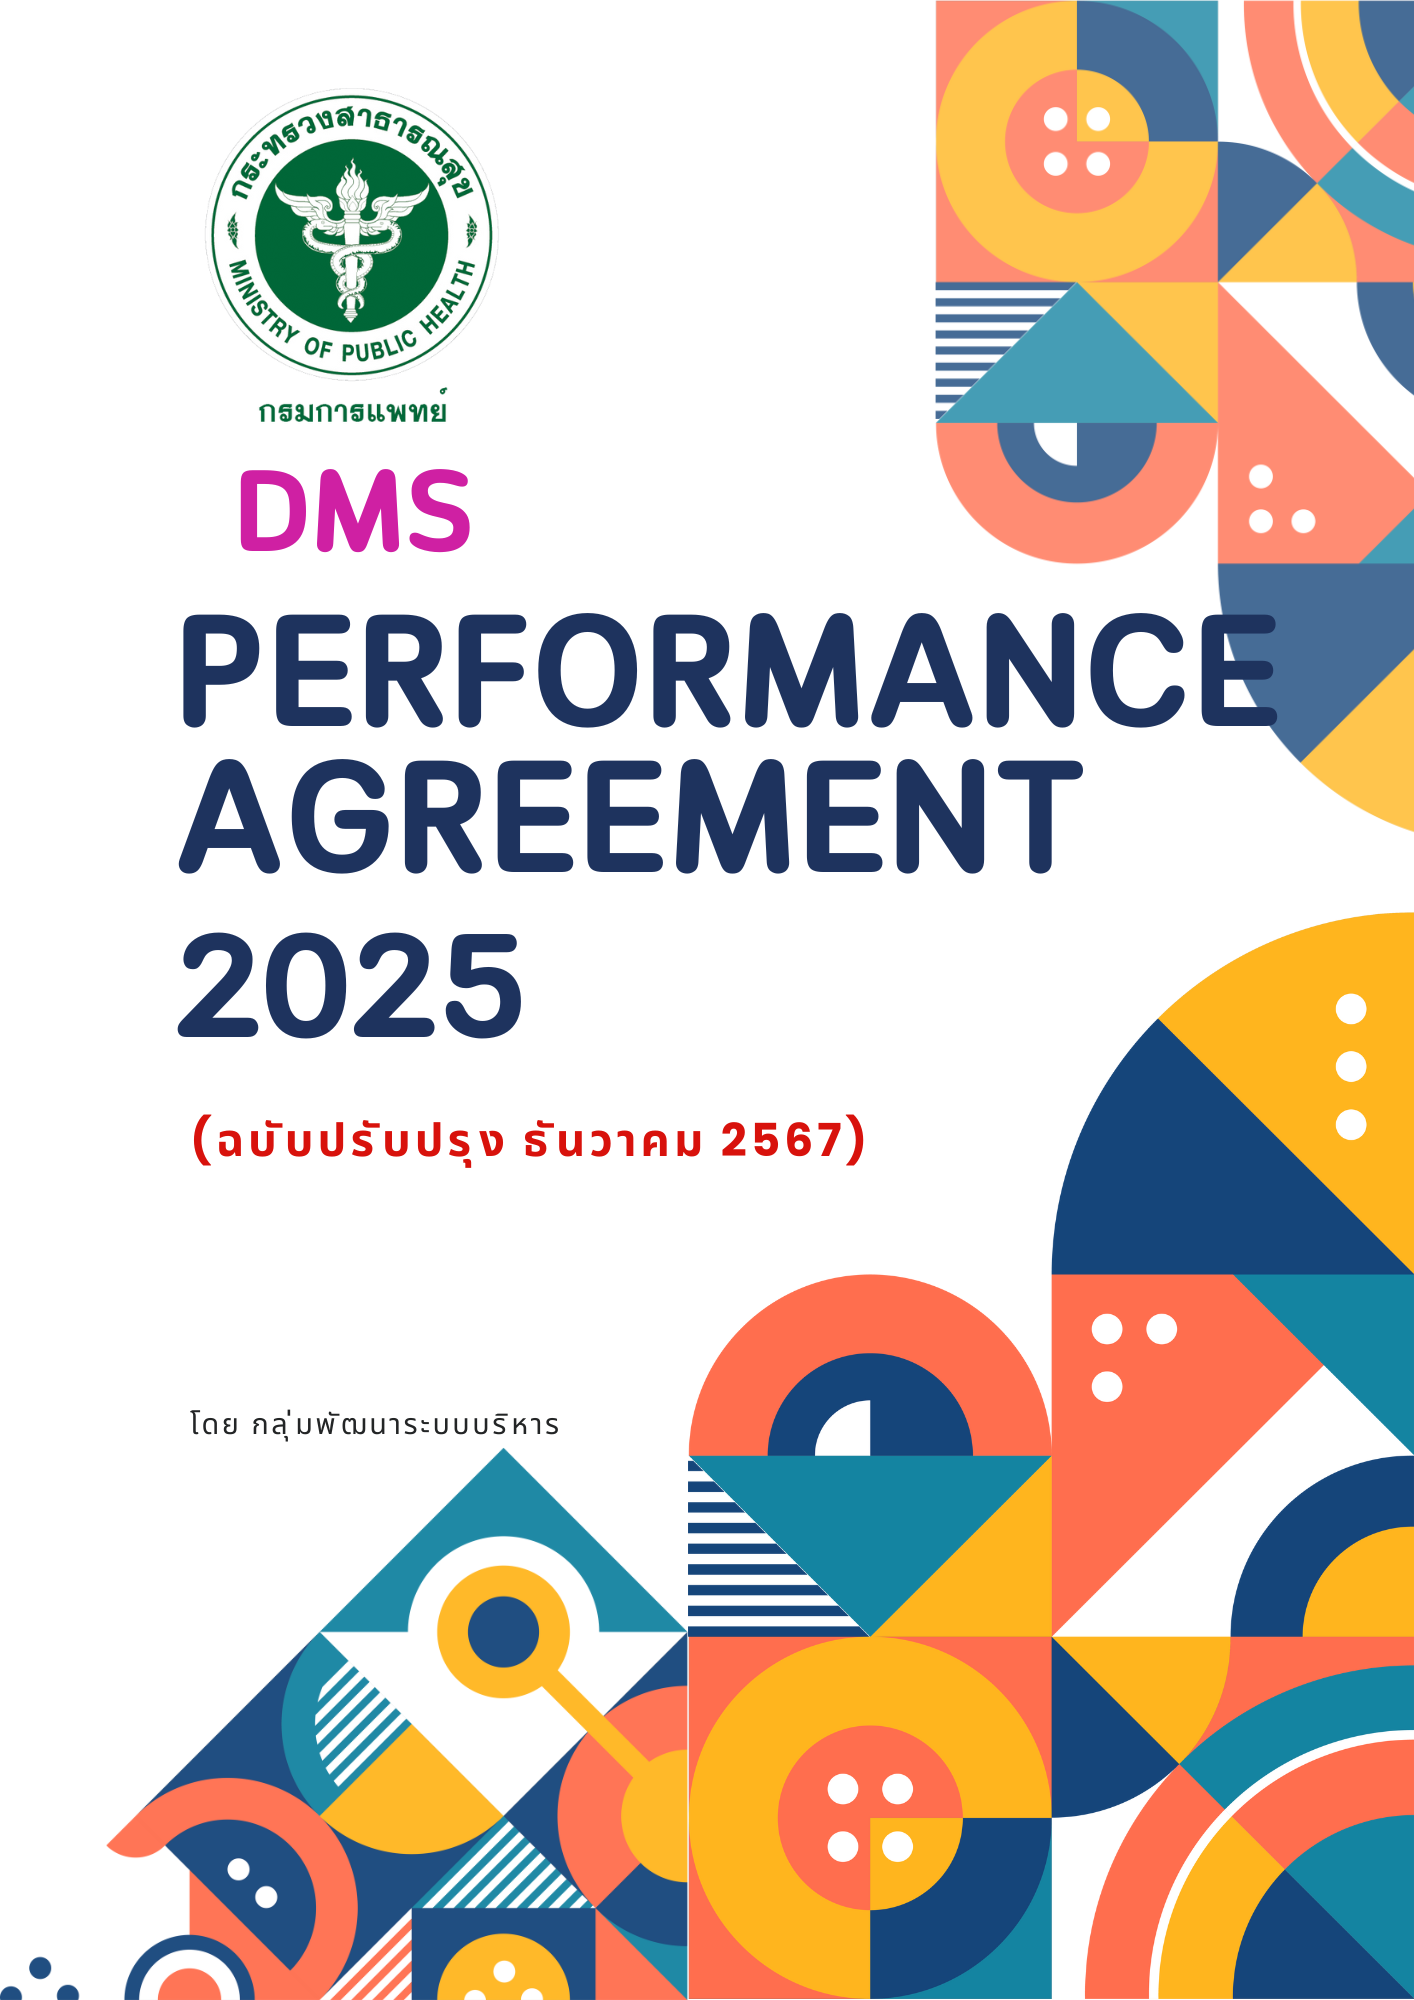 กระทรวงสาธารณสุข
MINISTRY OF PUBLIC HEALTH
กรมการแพทย์
DMS
PERFORMANCE
AGREEMENT
2025
(ฉบับปรับปรุง ธันวาคม 2567)
โดย กลุ่มพัฒนาระบบบริหาร